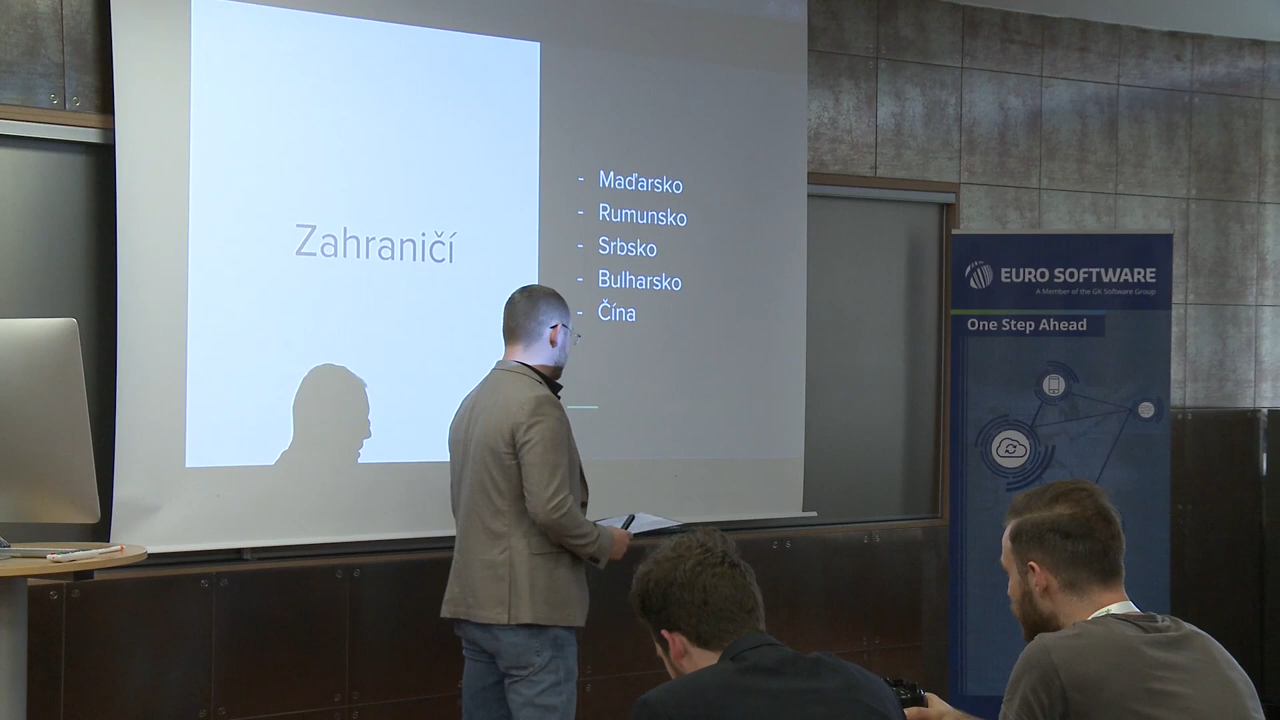 Zahraničí
- Maďarsko
- Rumunsko
- Srbsko
- Bulharsko
- Čína
EURO SOFTWARE
A Member of the GK Software Group
One Step Ahead